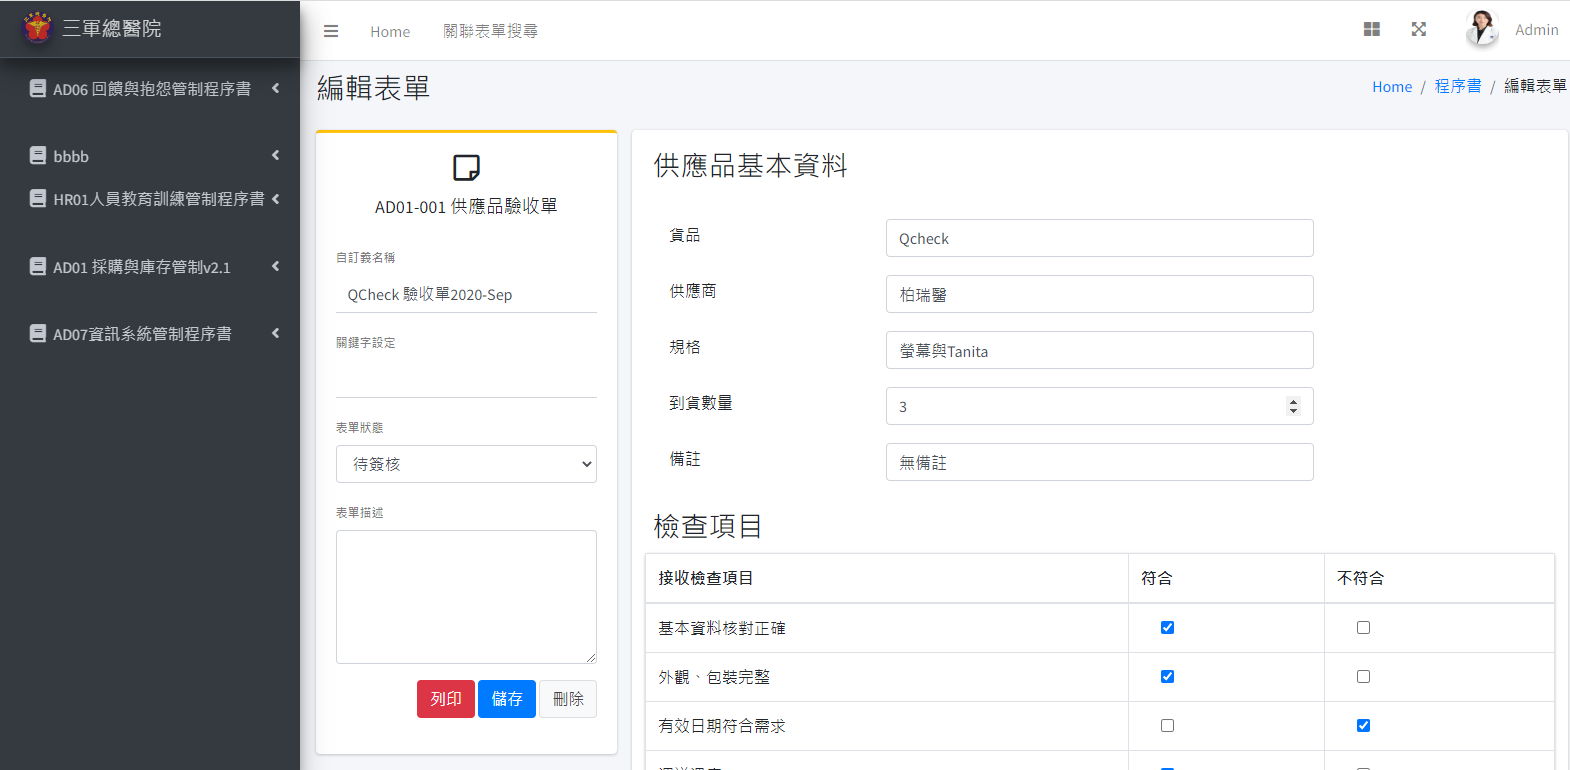 三軍總醫院
Home
關聯表單搜尋
Admin
AD06 回饋與抱怨管制程序書
bbbb
HR01人員教育訓練管制程序書
AD01 採購與庫存管制v2.1
AD07資訊系統管制程序書
編輯表單
Home / 程序書 / 編輯表單
AD01-001 供應品驗收單
自訂義名稱
QCheck 驗收單2020-Sep
關鍵字設定
表單狀態
待簽核
表單描述
列印 儲存 刪除
供應品基本資料
貨品 Qcheck
供應商 柏瑞醫
規格 螢幕與Tanita
到貨數量 3
備註 無備註
檢查項目
接收檢查項目 符合 不符合
基本資料核對正確
外觀、包裝完整
有效日期符合需求